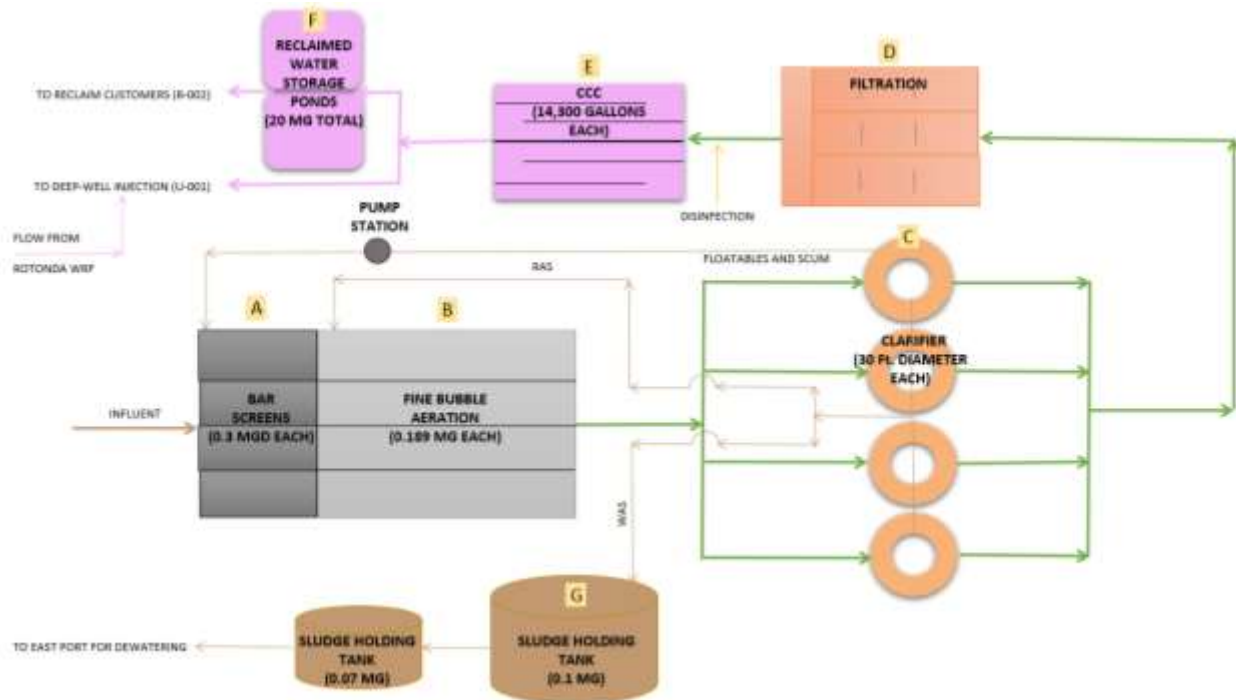 F
RECLAIMED
WATER
STORAGE
PONDS
(20 MG TOTAL)
TO RECLAIM CUSTOMERS (R-002)
TO DEEP-WELL INJECTION (U-001)
FLOW FROM
ROTONDA WRF
E
CCC
(14,300 GALLONS
EACH)
D
FILTRATION
DISINFECTION
PUMP
STATION
C
FLOATABLES AND SCUM
RAS
CLARIFIER
(30 Ft. DIAMETER
EACH)
A
B
INFLUENT
BAR
SCREENS
(0.3 MGD EACH)
FINE BUBBLE
AERATION
(0.189 MG EACH)
WAS
G
SLUDGE HOLDING
TANK
(0.1 MG)
SLUDGE HOLDING
TANK
(0.07 MG)
TO EAST PORT FOR DEWATERING